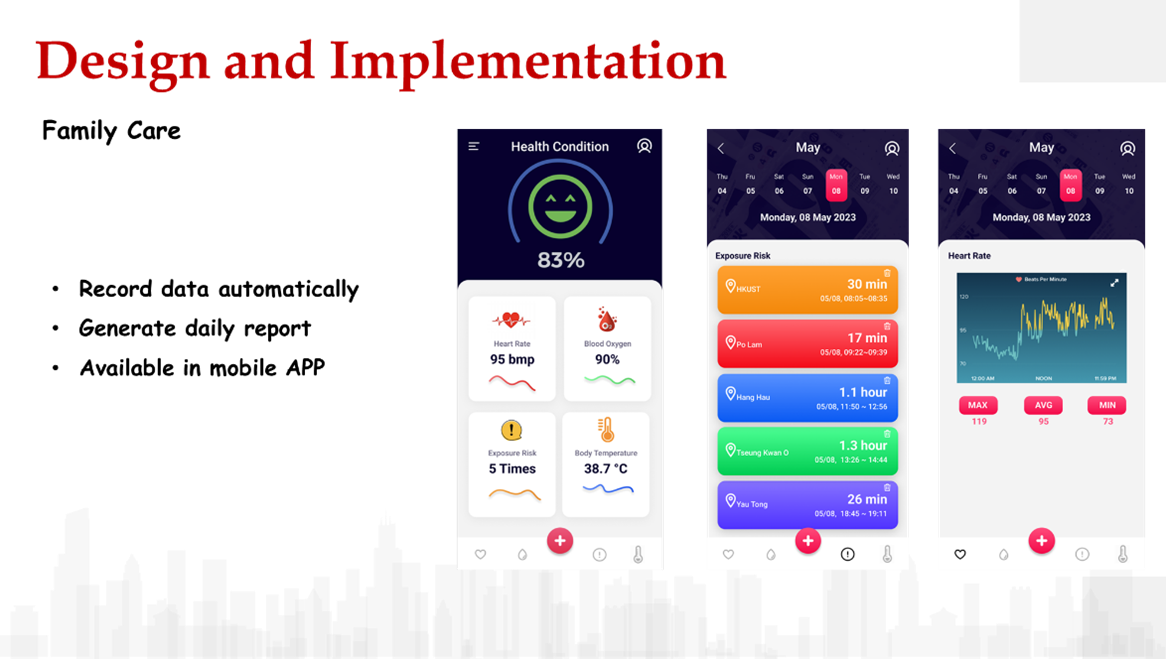 Design and Implementation
Family Care
• Record data automatically
• Generate daily report
• Available in mobile APP
Health Condition
83%
Heart Rate
95 bmp
Blood Oxygen
90%
Exposure Risk
5 Times
Body Temperature
38.7 °C
May
Thu Fru Sat Sun Mon Tue Wed
04 05 06 07 08 09 10
Monday, 08 May 2023
Exposure Risk
HKUST
30 min
05/08, 08:05~08:35
Po Lam
17 min
05/08, 09:22~09:39
Hang Hau
1.1 hour
05/08, 11:50 ~ 12:56
Tseung Kwan O
1.3 hour
05/08, 13:26 ~ 14:44
Yau Tong
26 min
05/08, 18:45 ~ 19:11
May
Thu Fru Sat Sun Mon Tue Wed
04 05 06 07 08 09 10
Monday, 08 May 2023
Heart Rate
Beats Per Minute
120
95
70
12:00 AM NOON 11:59 PM
MAX AVG MIN
119 95 73